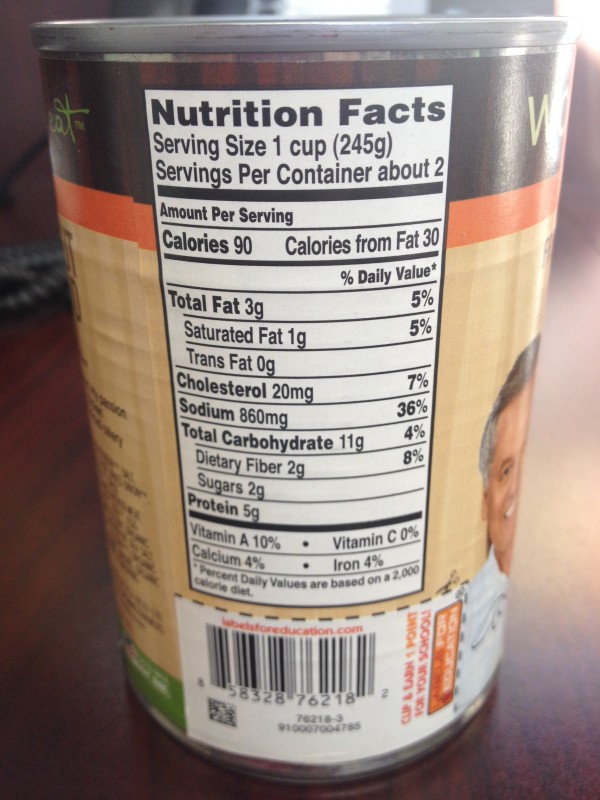 eat™
W
Nutrition Facts
Serving Size 1 cup (245g)
Servings Per Container about 2
Amount Per Serving
Calories 90 Calories from Fat 30
% Daily Value*
Total Fat 3g 5%
Saturated Fat 1g 5%
Trans Fat 0g
Cholesterol 20mg 7%
Sodium 860mg 36%
Total Carbohydrate 11g 4%
Dietary Fiber 2g 8%
Sugars 2g
Protein 5g
Vitamin A 10% • Vitamin C 0%
Calcium 4% • Iron 4%
*Percent Daily Values are based on a 2,000
calorie diet.
labelsforeducation.com
8 58328 76218 2
76218-3
910007004785
CLIP & EARN 1 POINT
FOR YOUR SCHOOL!